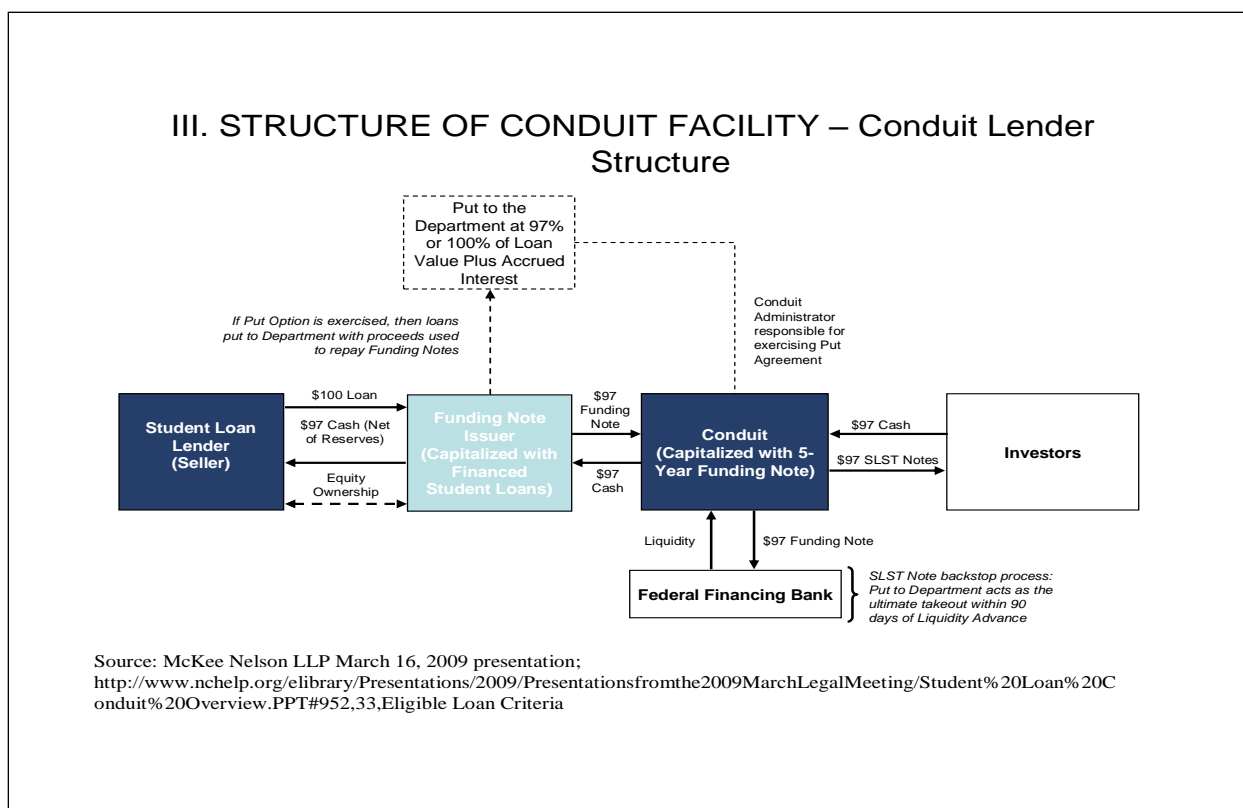 III. STRUCTURE OF CONDUIT FACILITY – Conduit Lender
Structure
Put to the
Department at 97%
or 100% of Loan
Value Plus Accrued
Interest
If Put Option is exercised, then loans
put to Department with proceeds used
to repay Funding Notes
Conduit
Administrator
responsible for
exercising Put
Agreement
Student Loan
Lender
(Seller)
$100 Loan
$97 Cash (Net
of Reserves)
Equity
Ownership
Funding Note
Issuer
(Capitalized with
Financed
Student Loans)
$97
Funding
Note
$97
Cash
Conduit
(Capitalized with 5-
Year Funding Note)
$97 Cash
$97 SLST Notes
Investors
Liquidity
$97 Funding Note
Federal Financing Bank
SLST Note backstop process:
Put to Department acts as the
ultimate takeout within 90
days of Liquidity Advance
Source: McKee Nelson LLP March 16, 2009 presentation;
http://www.nchelp.org/elibrary/Presentations/2009/Presentationsfromthe2009MarchLegalMeeting/Student%20Loan%20C
onduit%20Overview.PPT#952,33,Eligible Loan Criteria